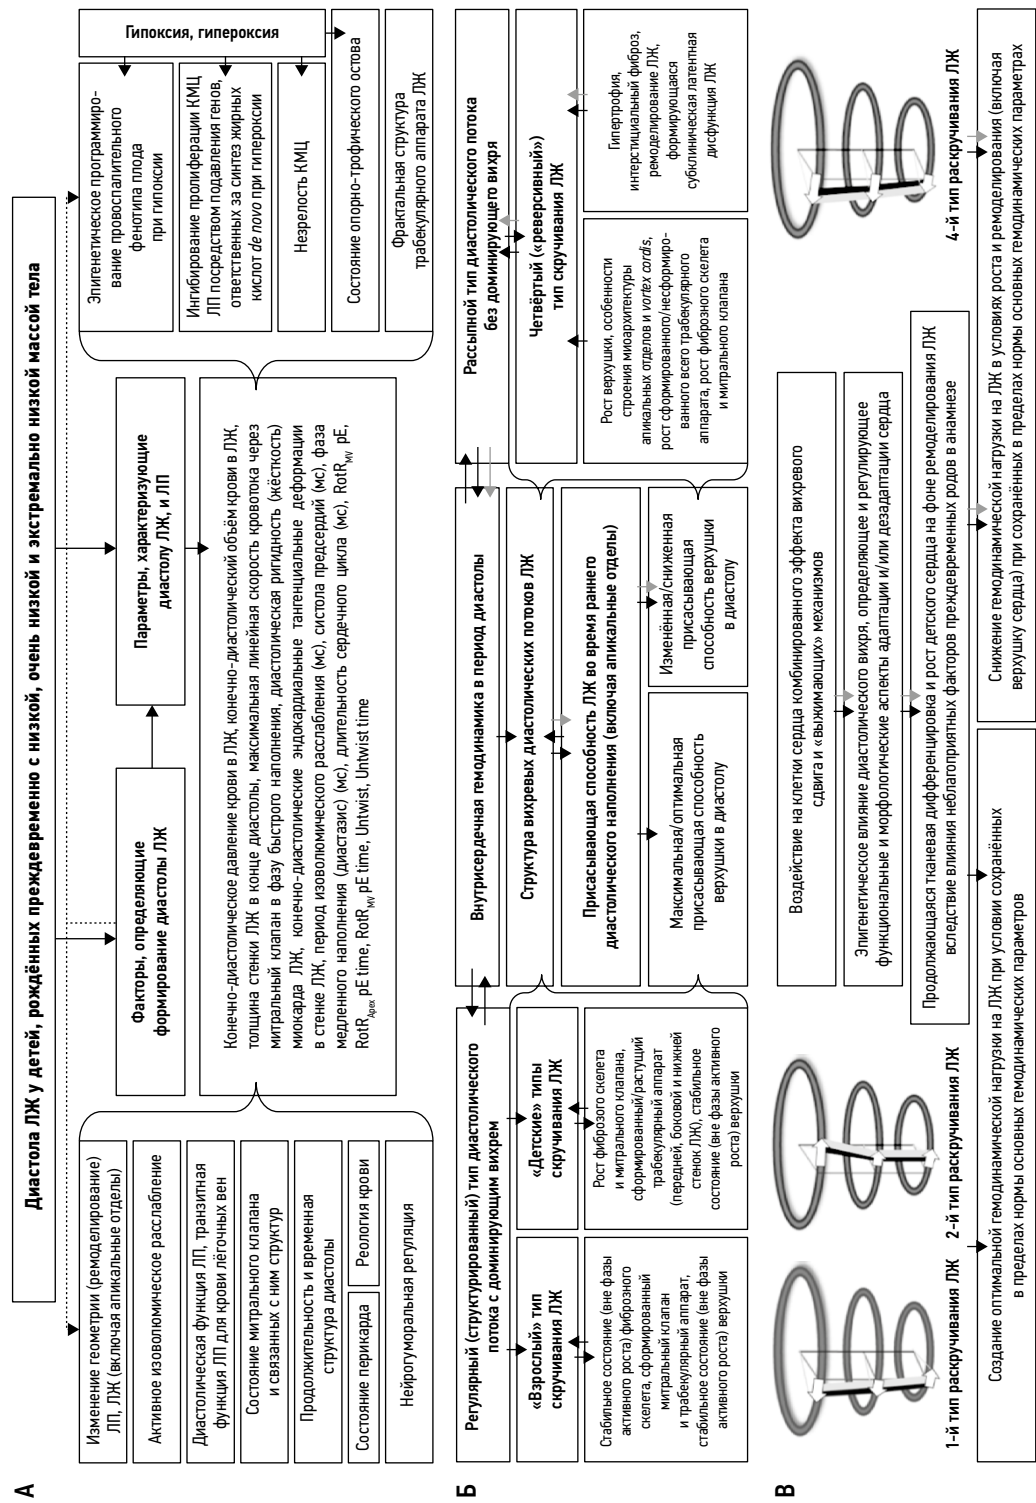 А
Диастола ЛЖ у детей, рождённых преждевременно с низкой, очень низкой и экстремально низкой массой тела
Изменение геометрии (ремоделирование)
ЛП, ЛЖ (включая апикальные отделы)
Активное изоволюмическое расслабление
Диастолическая функция ЛП, транзитная
функция ЛП для крови лёгочных вен
Состояние митрального клапана
и связанных с ним структур
Продолжительность и временная
структура диастолы
Состояние перикарда
Реология крови
Нейрогуморальная регуляция
Факторы, определяющие
формирование диастолы ЛЖ
Параметры, характеризующие
диастолу ЛЖ, и ЛП
Конечно-диастолическое давление крови в ЛЖ, конечно-диастолический объём крови в ЛЖ,
толщина стенки ЛЖ в конце диастолы, максимальная линейная скорость кровотока через
митральный клапан в фазу быстрого наполнения, диастолическая ригидность (жёсткость)
миокарда ЛЖ, конечно-диастолические эндокардиальные тангенциальные деформации
в стенке ЛЖ, период изоволюмического расслабления (мс), систола предсердий (мс), фаза
медленного наполнения (диастазис) (мс), длительность сердечного цикла (мс), RotR MV pE,
RotR Apex pE time, RotR MV pE time, Untwist, Untwist time
Эпигенетическое программиро-
вание провоспалительного
фенотипа плода
при гипоксии
Ингибирование пролиферации КМЦ
ЛП посредством подавления генов,
ответственных за синтез жирных
кислот de novo при гипероксии
Незрелость КМЦ
Состояние опорно-трофического остова
Фрактальная структура
трабекулярного аппарата ЛЖ
Гипоксия, гипероксия
Б
Регулярный (структурированный) тип диастолического
потока с доминирующим вихрем
«Взрослый» тип
скручивания ЛЖ
«Детские» типы
скручивания ЛЖ
Стабильное состояние (вне фазы
активного роста) фиброзного
скелета, сформированный
митральный клапан
и трабекулярный аппарат,
стабильное состояние (вне фазы
активного роста) верхушки
Рост фиброзого скелета
и митрального клапана,
сформированный/растущий
трабекулярный аппарат
(передней, боковой и нижней
стенок ЛЖ), стабильное
состояние (вне фазы активного
роста) верхушки
Внутрисердечная гемодинамика в период диастолы
Структура вихревых диастолических потоков ЛЖ
Присасывающая способность ЛЖ во время раннего
диастолического наполнения (включая апикальные отделы)
Максимальная/оптимальная
присасывающая способность
верхушки в диастолу
Изменённая/сниженная
присасывающая
способность верхушки
в диастолу
Рассыпной тип диастолического потока
без доминирующего вихря
Четвёртый («реверсивный»)
тип скручивания ЛЖ
Рост верхушки, особенности
строения миоархитектуры
апикальных отделов и vortex cordis,
рост сформированного/несформиро-
ванного всего трабекулярного
аппарата, рост фиброзного скелета
и митрального клапана
Гипертрофия,
интерстициальный фиброз,
ремоделирование ЛЖ,
формирующаяся
субклиническая латентная
дисфункция ЛЖ
В
1-й тип раскручивания ЛЖ
2-й тип раскручивания ЛЖ
Воздействие на клетки сердца комбинированного эффекта вихревого
сдвига и «выжимающих» механизмов
Эпигенетическое влияние диастолического вихря, определяющее и регулирующее
функциональные и морфологические аспекты адаптации и/или дезадаптации сердца
Продолжающаяся тканевая дифференцировка и рост детского сердца на фоне ремоделирования ЛЖ
вследствие влияния неблагоприятных факторов преждевременных родов в анамнезе
4-й тип раскручивания ЛЖ
Создание оптимальной гемодинамической нагрузки на ЛЖ при условии сохранённых
в пределах нормы основных гемодинамических параметров
Снижение гемодинамической нагрузки на ЛЖ в условиях роста и ремоделирования (включая
верхушку сердца) при сохранённых в пределах нормы основных гемодинамических параметрах